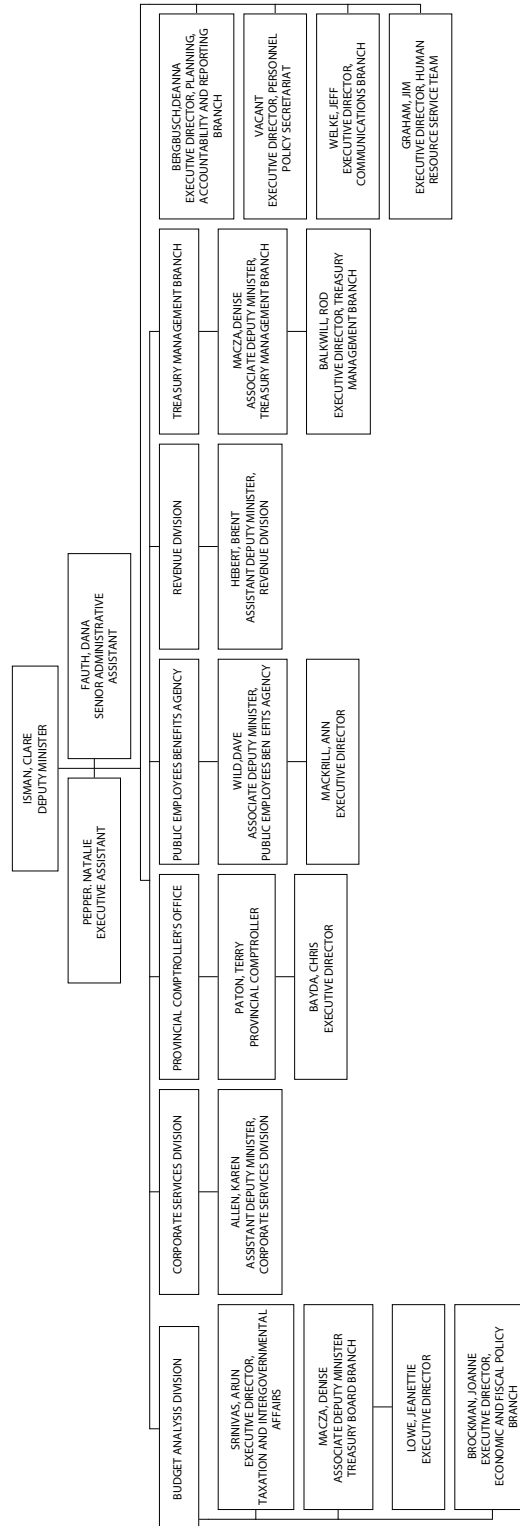 ISMAN, CLARE
DEPUTY MINISTER
PEPPER. NATALIE
EXECUTIVE ASSISTANT
FAUTH, DANA
SENIOR ADMINISTRATIVE
ASSISTANT
BUDGET ANALYSIS DIVISION
SRINIVAS, ARUN
EXECUTIVE DIRECTOR,
TAXATION AND INTERGOVERNMENTAL
AFFAIRS
MACZA, DENISE
ASSOCIATE DEPUTY MINISTER
TREASURY BOARD BRANCH
LOWE, JEANETTIE
EXECUTIVE DIRECTOR
BROCKMAN, JOANNE
EXECUTIVE DIRECTOR,
ECONOMIC AND FISCAL POLICY
BRANCH
CORPORATE SERVICES DIVISION
ALLEN, KAREN
ASSISTANT DEPUTY MINISTER,
CORPORATE SERVICES DIVISION
PROVINCIAL COMPTROLLER'S OFFICE
PATON, TERRY
PROVINCIAL COMPTROLLER
BAYDA, CHRIS
EXECUTIVE DIRECTOR
PUBLIC EMPLOYEES BENEFITS AGENCY
WILD,DAVE
ASSOCIATE DEPUTY MINISTER,
PUBLIC EMPLOYEES BEN EFITS AGENCY
MACKRILL, ANN
EXECUTIVE DIRECTOR
REVENUE DIVISION
HEBERT, BRENT
ASSISTANT DEPUTY MINISTER,
REVENUE DIVISION
TREASURY MANAGEMENT BRANCH
MACZA,DENISE
ASSOCIATE DEPUTY MINISTER,
TREASURY MANAGEMENT BRANCH
BALKWILL, ROD
EXECUTIVE DIRECTOR, TREASURY
MANAGEMENT BRANCH
BERGBUSCH,DEANNA
EXECUTIVE DIRECTOR, PLANNING,
ACCOUNTABILITY AND REPORTING
BRANCH
VACANT
EXECUTIVE DIRECTOR, PERSONNEL
POLICY SECRETARIAT
WELKE, JEFF
EXECUTIVE DIRECTOR,
COMMUNICATIONS BRANCH
GRAHAM, JIM
EXECUTIVE DIRECTOR, HUMAN
RESOURCE SERVICE TEAM